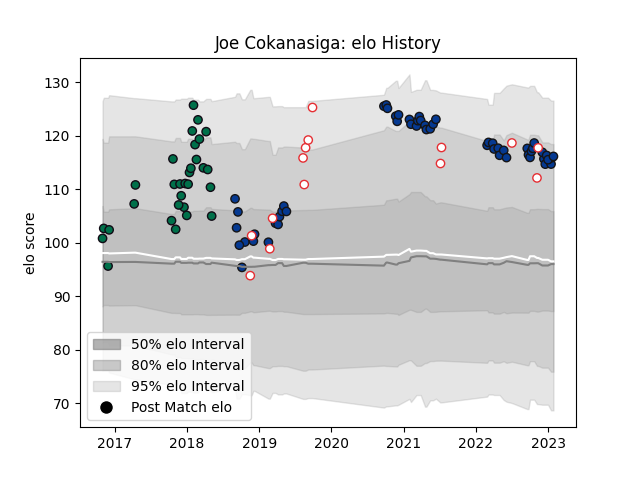 Joe Cokanasiga: elo History
elo score
130
120
110
100
90
80
70
50% elo Interval
80% elo Interval
95% elo Interval
Post Match elo
2017 2018 2019 2020 2021 2022 2023